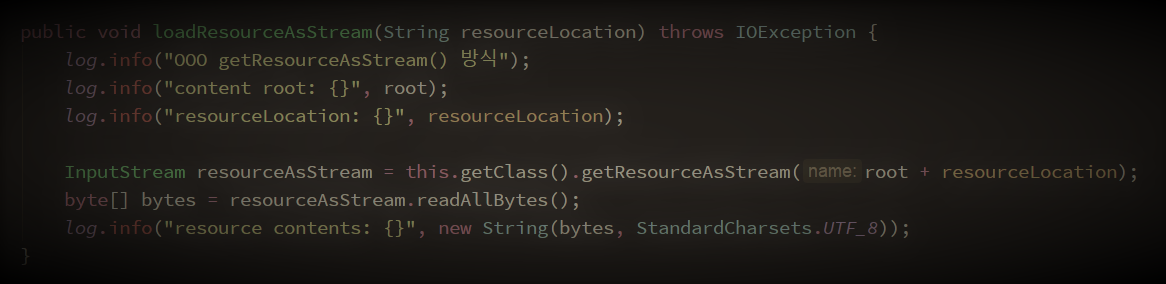 public void loadResourceAsStream(String resourceLocation) throws IOException {
log.info("OOO getResourceAsStream() 방식");
log.info("content root: {}", root);
log.info("resourceLocation: {}", resourceLocation);
InputStream resourceAsStream = this.getClass().getResourceAsStream( name: root + resourceLocation);
byte[] bytes = resourceAsStream.readAllBytes();
log.info("resource contents: {}", new String(bytes, StandardCharsets.UTF_8));
}